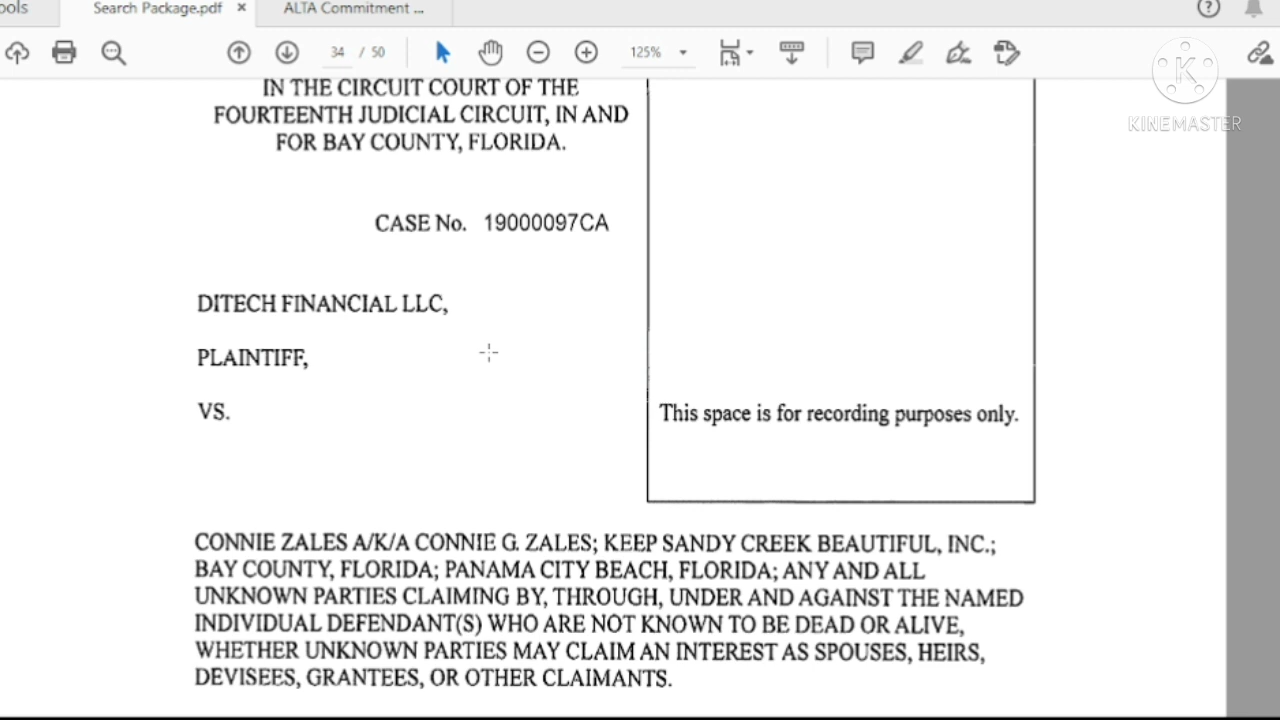 ools
Search Package.pdf ×
ALTA Commitment ...
34 / 50
125%
KINEMASTER
IN THE CIRCUIT COURT OF THE
FOURTEENTH JUDICIAL CIRCUIT, IN AND
FOR BAY COUNTY, FLORIDA.
CASE No. 19000097CA
DITECH FINANCIAL LLC,
PLAINTIFF,
VS.
This space is for recording purposes only.
CONNIE ZALES A/K/A CONNIE G. ZALES; KEEP SANDY CREEK BEAUTIFUL, INC.;
BAY COUNTY, FLORIDA; PANAMA CITY BEACH, FLORIDA; ANY AND ALL
UNKNOWN PARTIES CLAIMING BY, THROUGH, UNDER AND AGAINST THE NAMED
INDIVIDUAL DEFENDANT(S) WHO ARE NOT KNOWN TO BE DEAD OR ALIVE,
WHETHER UNKNOWN PARTIES MAY CLAIM AN INTEREST AS SPOUSES, HEIRS,
DEVISEES, GRANTEES, OR OTHER CLAIMANTS.